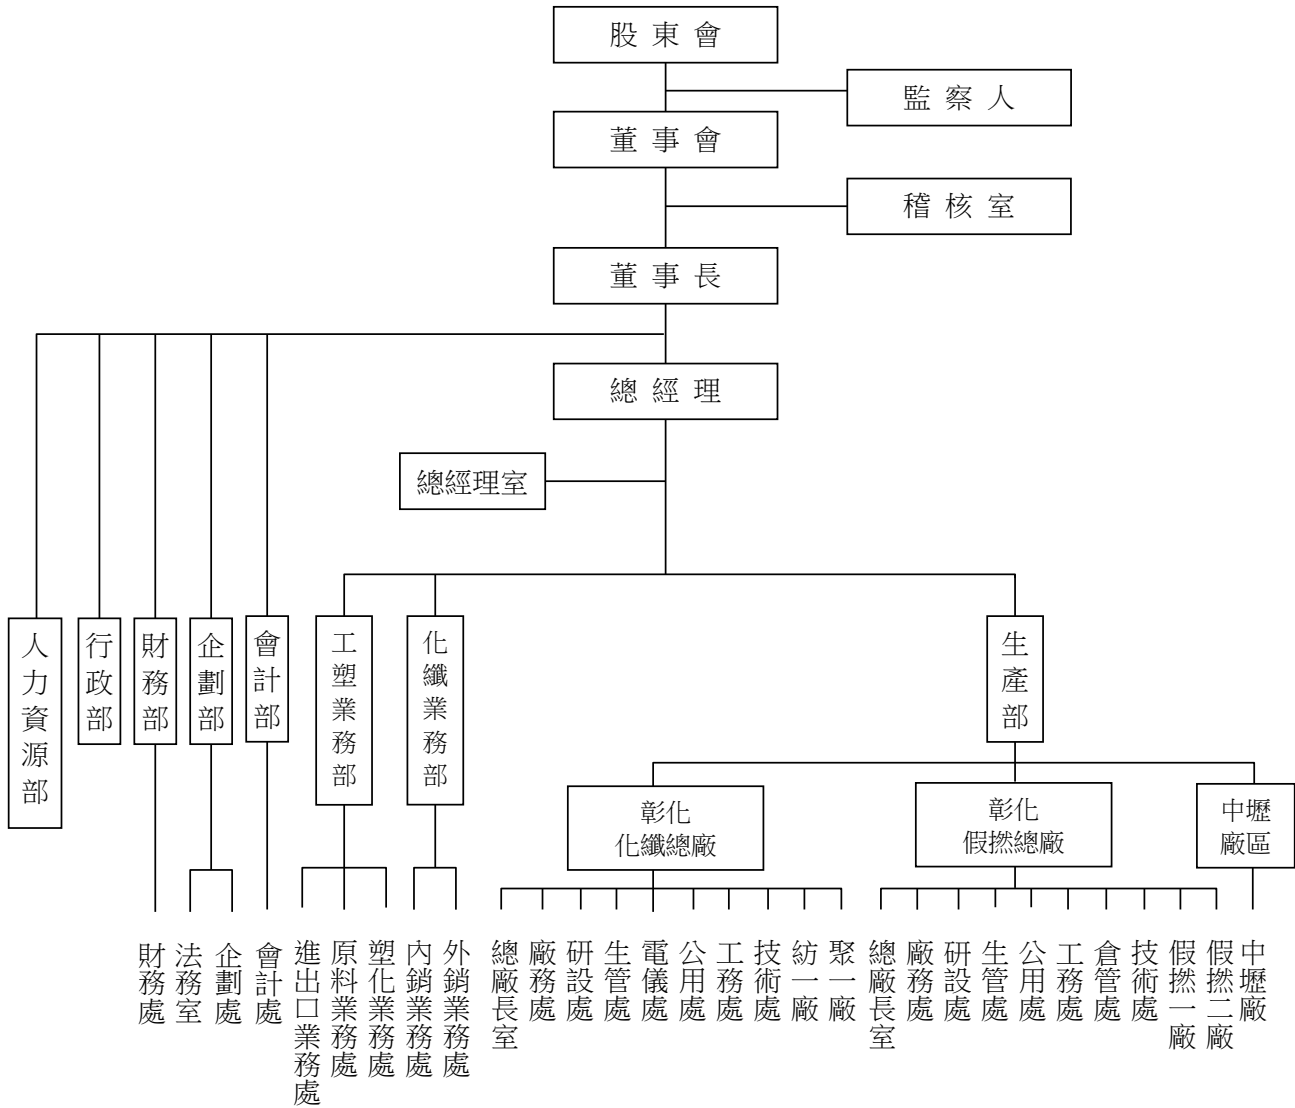 股東會
監察人
董事會
稽核室
董事長
總經理
總經理室
人力資源部
行政部
財務部
企劃部
會計部
工塑業務部
化纖業務部
生產部
彰化
化纖總廠
彰化
假撚總廠
中壢
廠區
財務處
法務室
企劃處
會計處
進出口業務處
原料業務處
塑化業務處
內銷業務處
外銷業務處
總廠長室
廠務處
研設處
生管處
電儀處
公用處
工務處
技術處
紡一廠
聚一廠
總廠長室
廠務處
研設處
生管處
公用處
工務處
倉管處
技術處
假撚一廠
假撚二廠
中壢廠